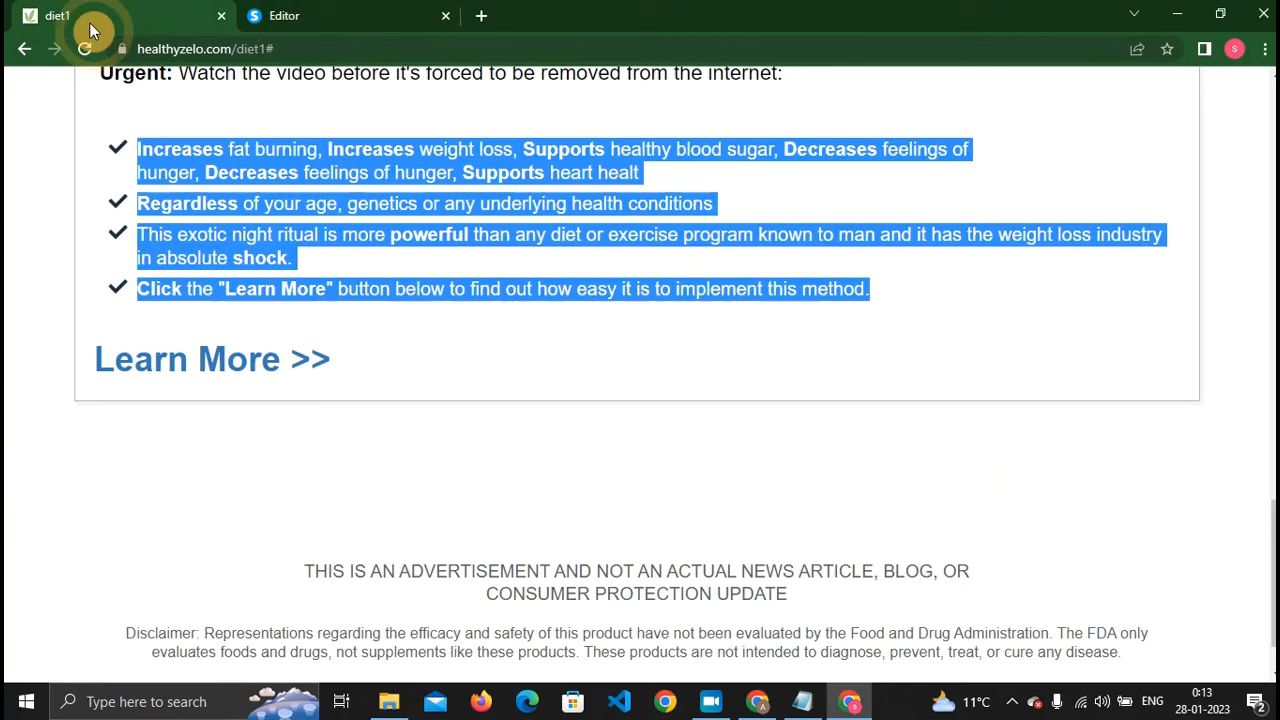 diet1
Editor
healthyzelo.com/diet1#
S
Urgent: Watch the video before it's forced to be removed from the internet:
Increases fat burning, Increases weight loss, Supports healthy blood sugar, Decreases feelings of
hunger, Decreases feelings of hunger, Supports heart healt
Regardless of your age, genetics or any underlying health conditions
This exotic night ritual is more powerful than any diet or exercise program known to man and it has the weight loss industry
in absolute shock.
Click the "Learn More" button below to find out how easy it is to implement this method.
Learn More >>
THIS IS AN ADVERTISEMENT AND NOT AN ACTUAL NEWS ARTICLE, BLOG, OR
CONSUMER PROTECTION UPDATE
Disclaimer: Representations regarding the efficacy and safety of this product have not been evaluated by the Food and Drug Administration. The FDA only
evaluates foods and drugs, not supplements like these products. These products are not intended to diagnose, prevent, treat, or cure any disease.
Type here to search
11°C
ENG
0:13
28-01-2023
2